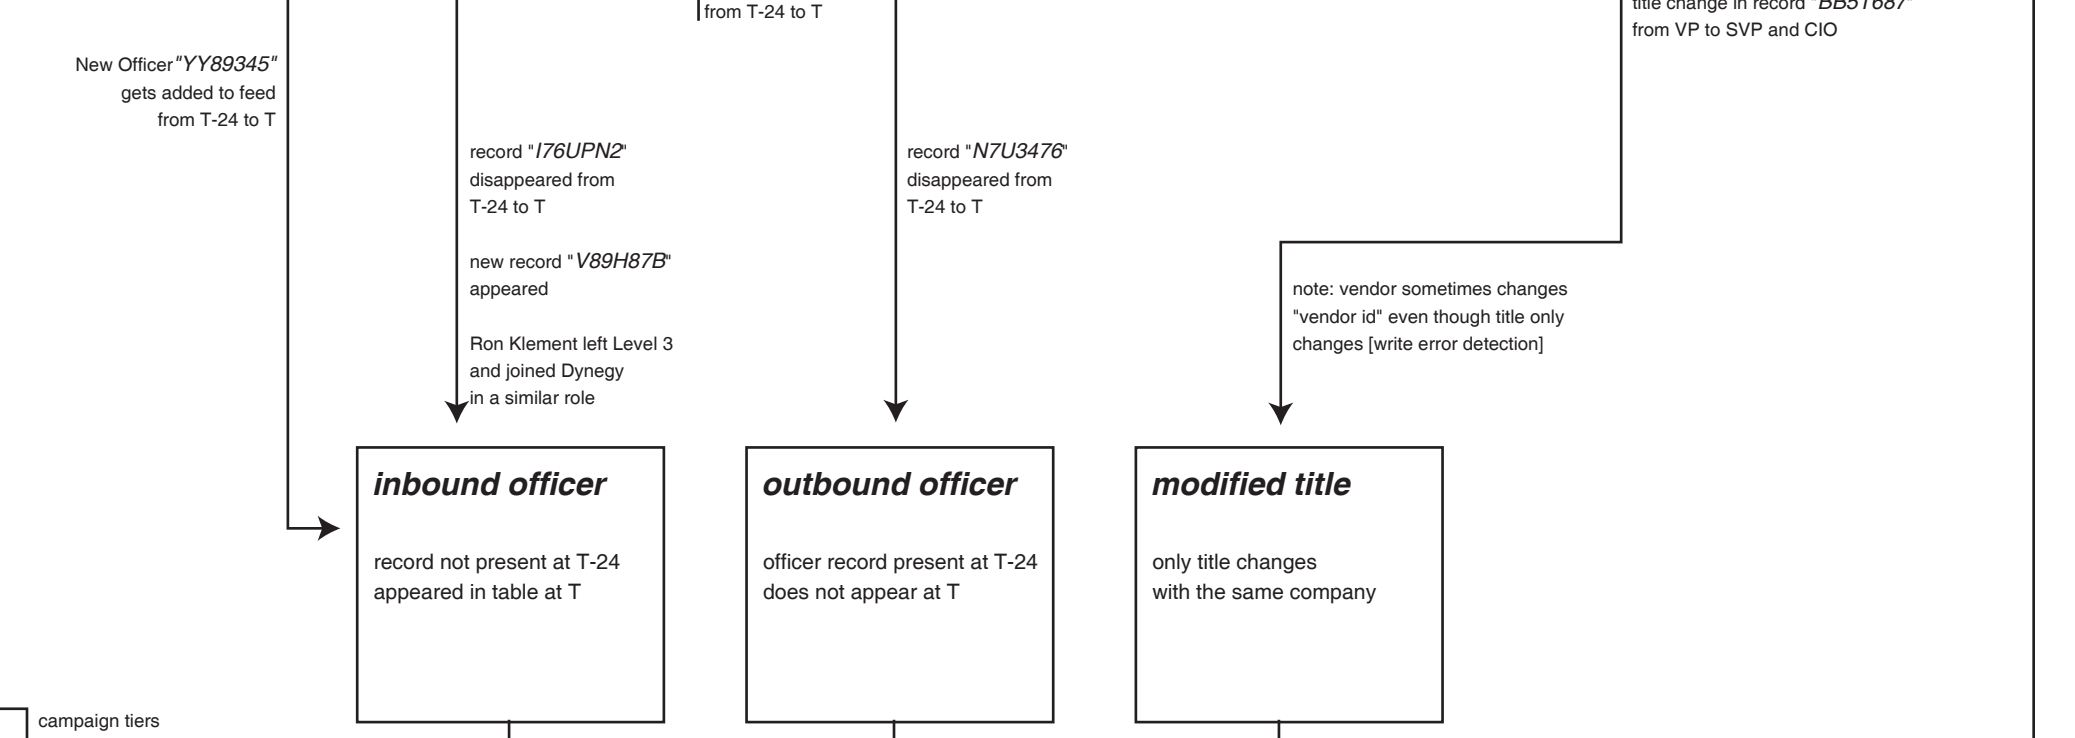 from T-24 to T
title change in record "BB51687"
from VP to SVP and CIO
New Officer "YY89345"
gets added to feed
from T-24 to T
record "I76UPN2"
disappeared from
T-24 to T
new record "V89H87B"
appeared
Ron Klement left Level 3
and joined Dynegy
in a similar role
record "N7U3476"
disappeared from
T-24 to T
note: vendor sometimes changes
"vendor id" even though title only
changes [write error detection]
inbound officer
record not present at T-24
appeared in table at T
outbound officer
officer record present at T-24
does not appear at T
modified title
only title changes
with the same company
campaign tiers